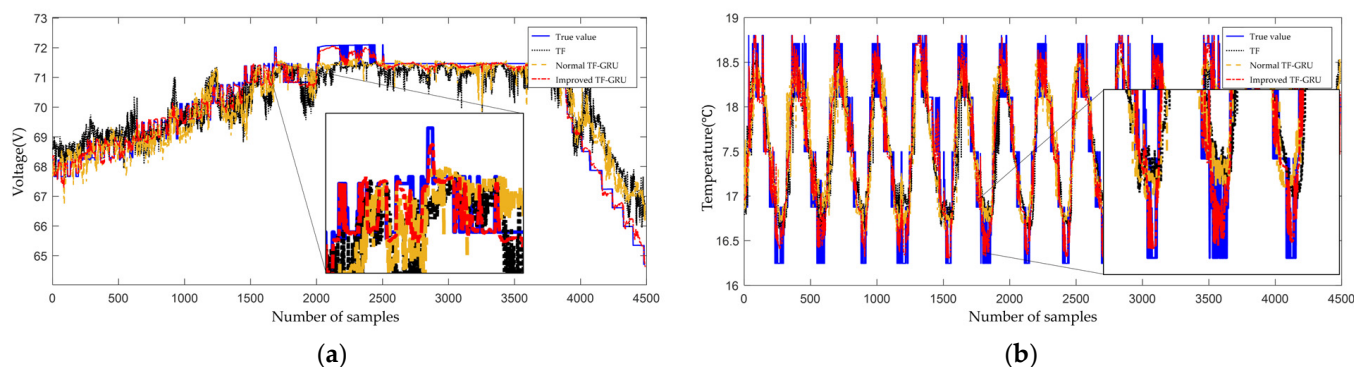 73
72
71
70
69
68
67
66
65
Voltage(V)
0 500 1000 1500 2000 2500 3000 3500 4000 4500
Number of samples
True value
TF
Normal TF-GRU
Improved TF-GRU
(a)
19
18.5
18
17.5
17
16.5
16
Temperature(℃)
0 500 1000 1500 2000 2500 3000 3500 4000 4500
Number of samples
True value
TF
Normal TF-GRU
Improved TF-GRU
(b)